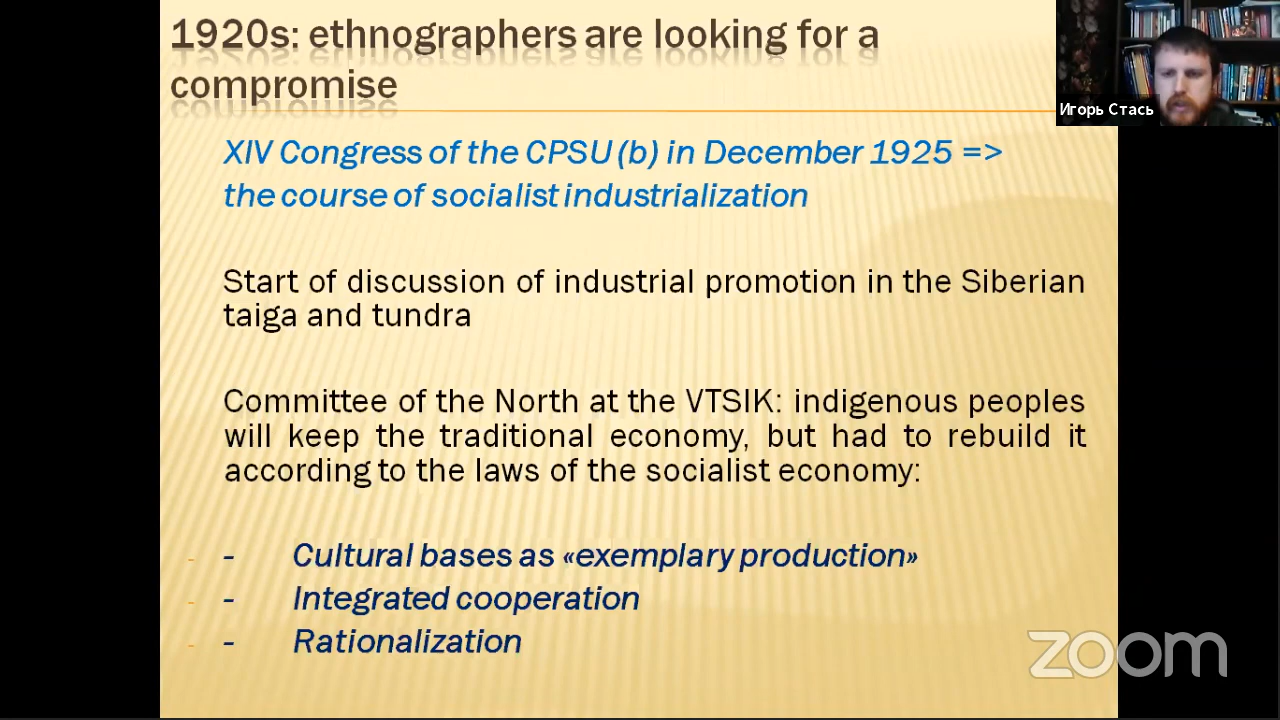 1920s: ethnographers are looking for a
compromise
Игорь Стась
XIV Congress of the CPSU (b) in December 1925 =>
the course of socialist industrialization
Start of discussion of industrial promotion in the Siberian
taiga and tundra
Committee of the North at the VTSIK: indigenous peoples
will keep the traditional economy, but had to rebuild it
according to the laws of the socialist economy:
- - Cultural bases as «exemplary production»
- - Integrated cooperation
- - Rationalization
zoom